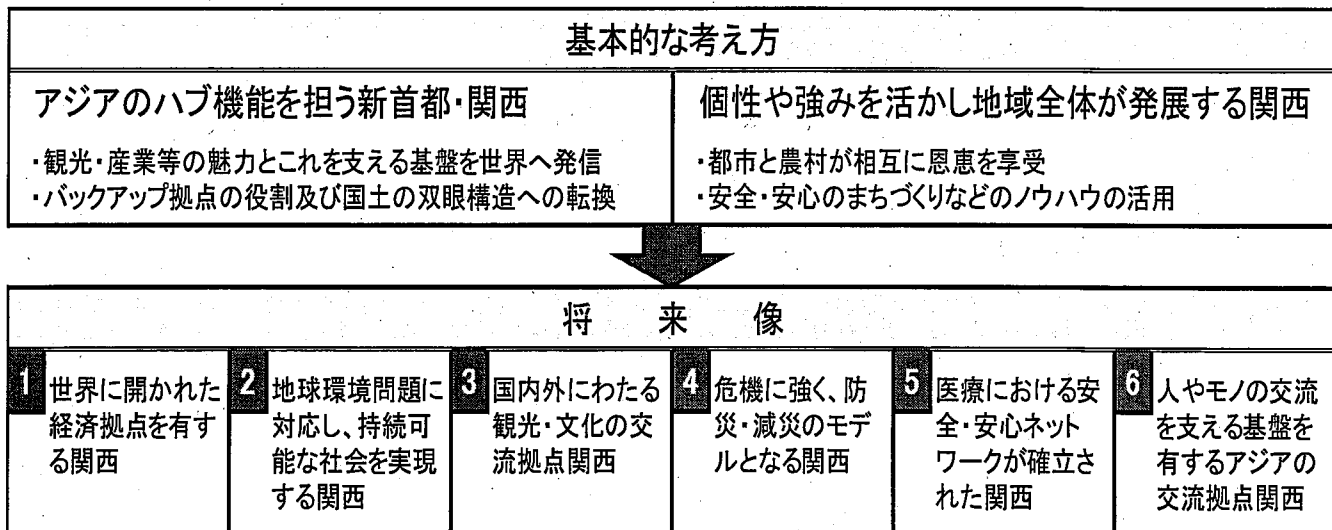 基本的な考え方
アジアのハブ機能を担う新首都・関西
・観光・産業等の魅力とこれを支える基盤を世界へ発信
・バックアップ拠点の役割及び国土の双眼構造への転換
個性や強みを活かし地域全体が発展する関西
・都市と農村が相互に恩恵を享受
・安全・安心のまちづくりなどのノウハウの活用
将来像
1
世界に開かれた
経済拠点を有す
る関西
2
地球環境問題に
対応し、持続可
能な社会を実現
する関西
3
国内外にわたる
観光・文化の交
流拠点関西
4
危機に強く、防
災・減災のモデ
ルとなる関西
5
医療における安
全・安心ネット
ワークが確立さ
れた関西
6
人やモノの交流
を支える基盤を
有するアジアの
交流拠点関西